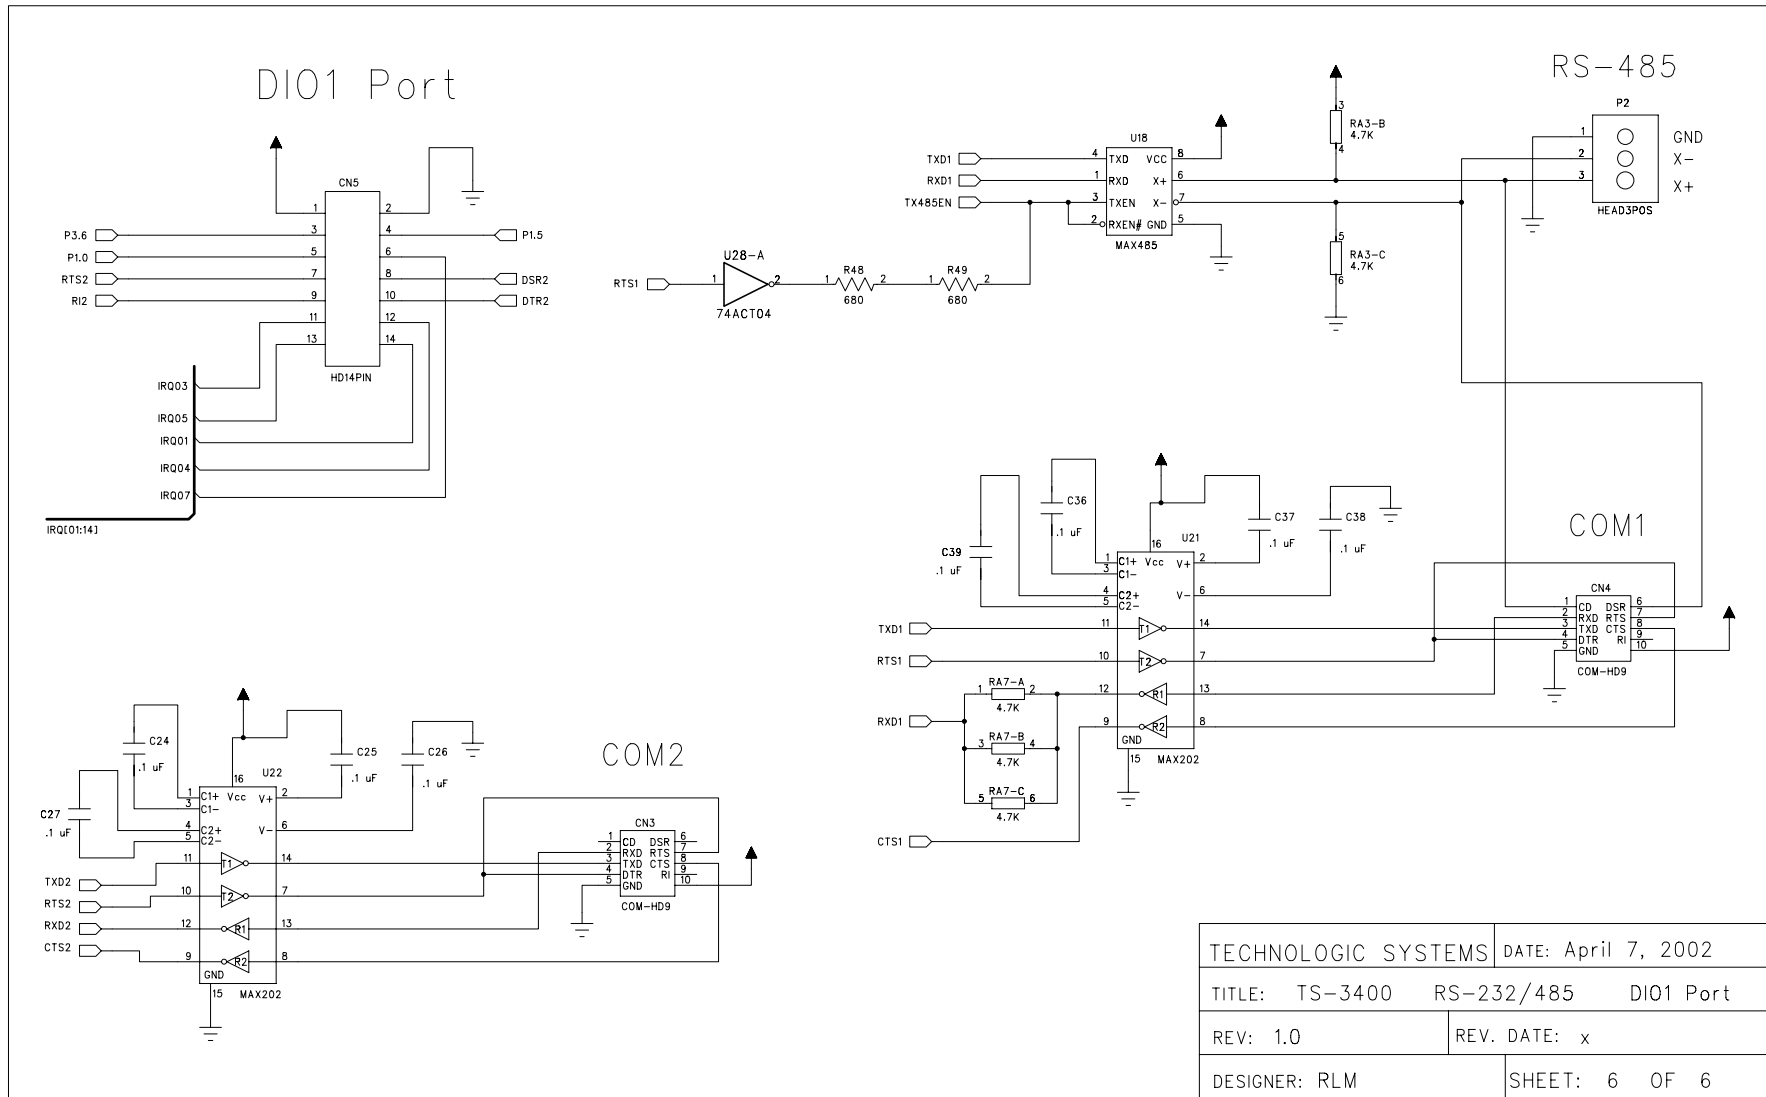 DIO1 Port
CN5
1
2
P3.6
3
4
P1.5
P1.0
5
6
RTS2
7
8
DSR2
RI2
9
10
DTR2
11
12
13
14
HD14PIN
IRQ03
IRQ05
IRQ01
IRQ04
IRQ07
IRQ[01:14]
RS-485
P2
3
RA3-B
4.7K
4
1
GND
2
X-
3
X+
HEAD3POS
U18
TXD1
4
TXD
VCC
8
RXD1
1
RXD
X+
6
TX485EN
3
TXEN
X-
7
2
RXEN#
GND
5
MAX485
5
RA3-C
4.7K
6
U28-A
RTS1
1
2
74ACT04
R48
1
2
680
R49
1
2
680
COM1
C36
.1 uF
C39
.1 uF
C37
.1 uF
C38
.1 uF
U21
16
1
C1+
Vcc
V+
2
3
C1-
4
C2+
V-
6
5
C2-
TXD1
11
T1
14
RTS1
10
T2
7
12
R1
13
9
R2
8
GND
15
MAX202
RA7-A
1
2
4.7K
RXD1
RA7-B
3
4
4.7K
RA7-C
5
6
4.7K
CTS1
CN4
1
CD
DSR
6
2
RXD
RTS
7
3
TXD
CTS
8
4
DTR
RI
9
5
GND
10
COM-HD9
COM2
C24
.1 uF
C27
.1 uF
C25
.1 uF
C26
.1 uF
U22
16
1
C1+
Vcc
V+
2
3
C1-
4
C2+
V-
6
5
C2-
TXD2
11
T1
14
RTS2
10
T2
7
RXD2
12
R1
13
CTS2
9
R2
8
GND
15
MAX202
CN3
1
CD
DSR
6
2
RXD
RTS
7
3
TXD
CTS
8
4
DTR
RI
9
5
GND
10
COM-HD9
TECHNOLOGIC SYSTEMS
DATE: April 7, 2002
TITLE: TS-3400 RS-232/485 DIO1 Port
REV: 1.0
REV. DATE: x
DESIGNER: RLM
SHEET: 6 OF 6